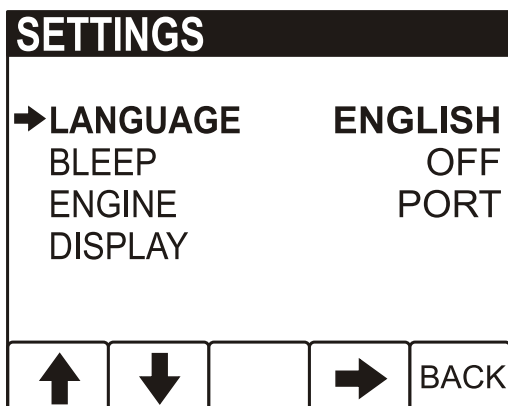 SETTINGS
LANGUAGE ENGLISH
BLEEP OFF
ENGINE PORT
DISPLAY
BACK